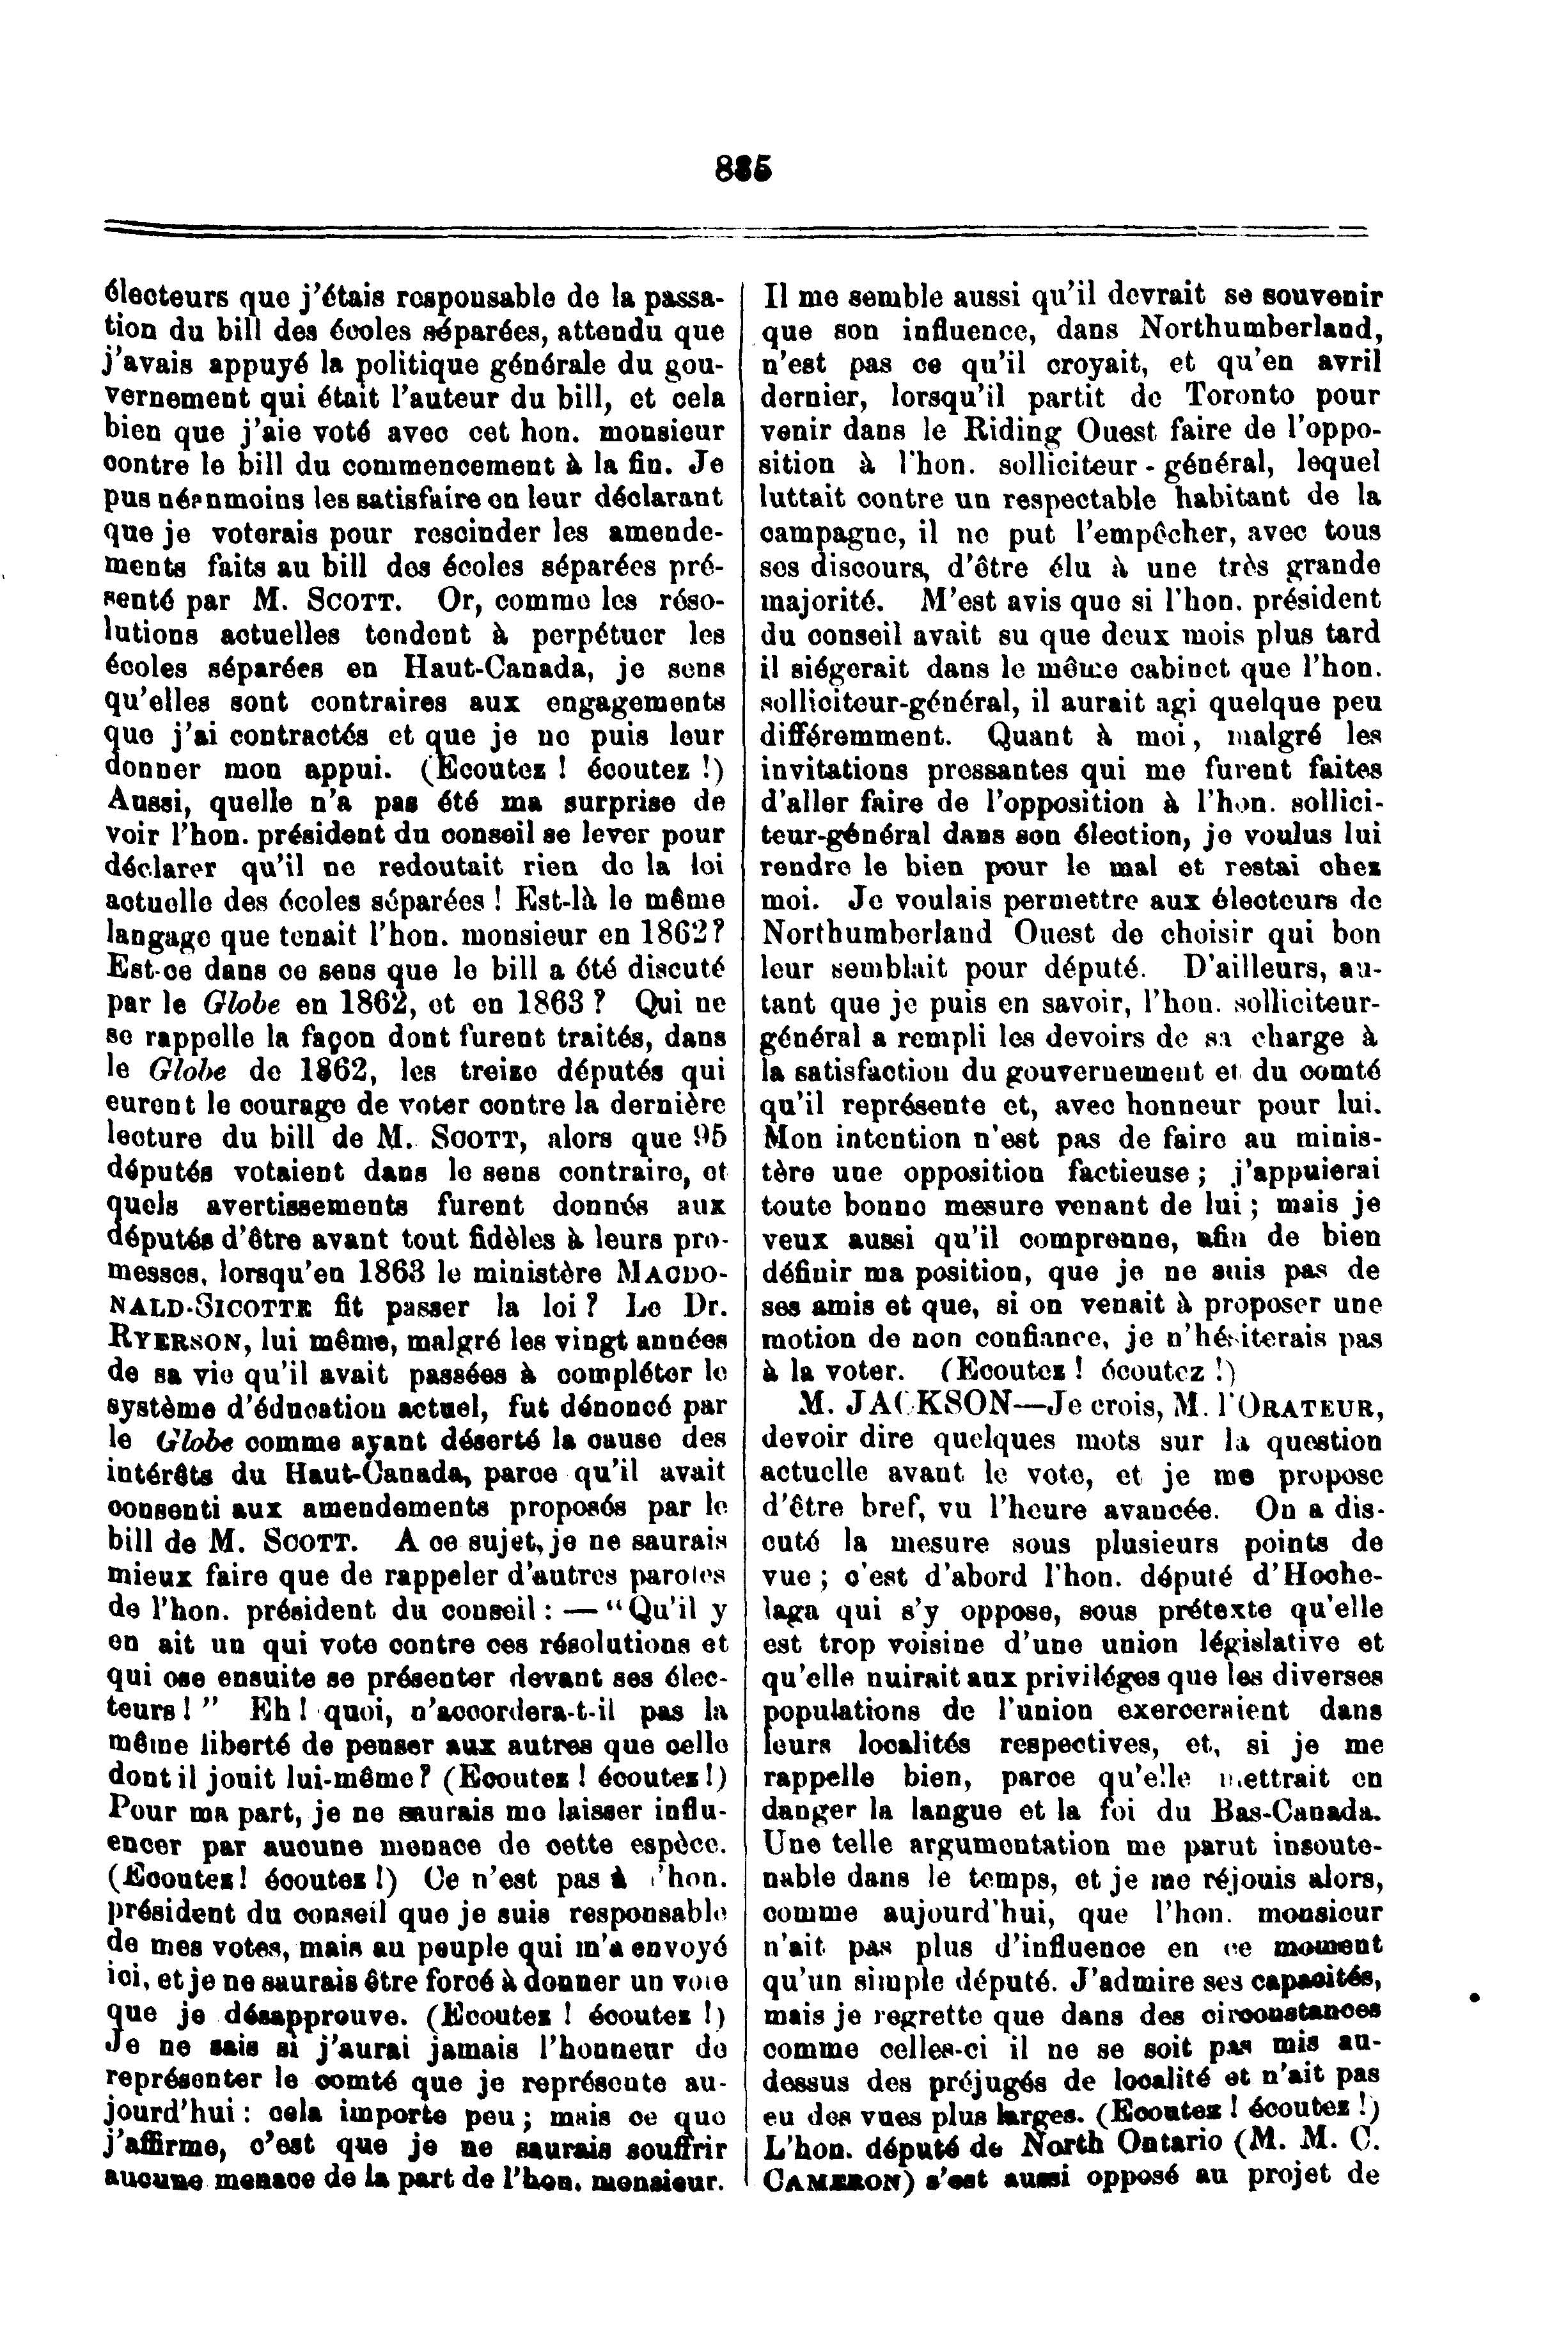 835
électeurs que j'étais responsable de la passa-
tion du bill des écoles séparées, attendu que
j'avais appuyé la politique générale du gou-
vernement qui était l'auteur du bill, et cela
bien que j'aie voté avec cet hon. monsieur
contre le bill du commencement à la fin. Je
pus néanmoins les satisfaire en leur déclarant
que je voterais pour rescinder les amende-
ments faits au bill des écoles séparées pré-
senté par M. SCOTT. Or, comme les réso-
lutions actuelles tendent à perpétuer les
écoles séparées en Haut-Canada, je sens
qu'elles sont contraires aux engagements
que j'ai contractés et que je ne puis leur
donner mon appui. (Ecoutez ! écoutez !)
Aussi, quelle n'a pas été ma surprise de
voir l'hon. président du conseil se lever pour
déclarer qu'il ne redoutait rien de la loi
actuelle des écoles séparées ! Est-là le même
langage que tenait l'hon. monsieur en 1862 ?
Est-ce dans ce sens que le bill a été discuté
par le Globe en 1862, et en 1863 ? Qui ne
se rappelle la façon dont furent traités, dans
le Globe de 1862, les treize députés qui
eurent le courage de voter contre la dernière
lecture du bill de M. SCOTT, alors que 95
députés votaient dans le sens contraire, et
quels avertissements furent donnés aux
députés d'être avant tout fidèles à leurs pro-
messes, lorsqu'en 1863 le ministère MACDO-
NALD-SICOTTE fit passer la loi ? Le Dr.
RYERSON, lui même, malgré les vingt années
de sa vie qu'il avait passées à compléter le
système d'éducation actuel, fut dénoncé par
le Globe comme ayant déserté la cause des
intérêts du Haut-Canada, parce qu'il avait
consenti aux amendements proposés par le
bill de M. SCOTT. A ce sujet, je ne saurais
mieux faire que de rappeler d'autres paroles
de l'hon. président du conseil : — "Qu'il y
en ait un qui vote contre ces résolutions et
qui ose ensuite se présenter devant ses élec-
teurs ! " Eh ! quoi, n'accordera-t-il pas la
même liberté de penser aux autres que celle
dont il jouit lui-même ? (Ecoutez ! écoutez !)
Pour ma part, je ne saurais me laisser influ-
encer par aucune menace de cette espèce.
(Ecoutez ! écoutez !) Ce n'est pas à l'hon.
président du conseil que je suis responsable
de mes votes, mais au peuple qui m'a envoyé
ici, et je ne saurais être forcé à donner un vote
que je désapprouve. (Ecoutez ! écoutez !)
Je ne sais si j'aurai jamais l'honneur de
représenter le comté que je représente au-
jourd'hui : cela importe peu ; mais ce que
j'affirme, c'est que je ne saurais souffrir
aucune menace de la part de l'hon. monsieur.
Il me semble aussi qu'il devrait se souvenir
que son influence, dans Northumberland,
n'est pas ce qu'il croyait, et qu'en avril
dernier, lorsqu'il partit de Toronto pour
venir dans le Riding Ouest faire de l'oppo-
sition à l'hon. solliciteur-général, lequel
luttait contre un respectable habitant de la
campagne, il ne put l'empêcher, avec tous
ses discours, d'être élu à une très grande
majorité. M'est avis que si l'hon. président
du conseil avait su que deux mois plus tard
il siégerait dans le même cabinet que l'hon.
solliciteur-général, il aurait agi quelque peu
différemment. Quant à moi, malgré les
invitations pressantes qui me furent faites
d'aller faire de l'opposition à l'hon. sollici-
teur-général dans son élection, je voulus lui
rendre le bien pour le mal et restai chez
moi. Je voulais permettre aux électeurs de
Northumberland Ouest de choisir qui bon
leur semblait pour député. D'ailleurs, au-
tant que je puis en savoir, l'hon. solliciteur-
général a rempli les devoirs de sa charge à
la satisfaction du gouvernement et du comté
qu'il représente et, avec honneur pour lui.
Mon intention n'est pas de faire au minis-
tère une opposition factieuse ; j'appuierai
toute bonne mesure venant de lui ; mais je
veux aussi qu'il comprenne, afin de bien
définir ma position, que je ne suis pas de
ses amis et que, si on venait à proposer une
motion de non confiance, je n'hésiterais pas
à la voter. (Ecoutez ! écoutez !)
M. JACKSON—Je crois, M. l'ORATEUR,
devoir dire quelques mots sur la question
actuelle avant le vote, et je me propose
d'être bref, vu l'heure avancée. On a dis-
cuté la mesure sous plusieurs points de
vue ; c'est d'abord l'hon. député d'Hoche-
laga qui s'y oppose, sous prétexte qu'elle
est trop voisine d'une union législative et
qu'elle nuirait aux priviléges que les diverses
populations de l'union exerceraient dans
leurs localités respectives, et, si je me
rappelle bien, parce qu'elle mettrait en
danger la langue et la foi du Bas-Canada.
Une telle argumentation me parut insoute-
nable dans le temps, et je me réjouis alors,
comme aujourd'hui, que l'hon. monsieur
n'ait pas plus d'influence en ce moment
qu'un simple député. J'admire ses capacités,
mais je regrette que dans des circonstances
comme celles-ci il ne se soit pas mis au-
dessus des préjugés de localité et n'ait pas
eu des vues plus larges. (Ecoutez ! écoutez !)
L'hon. député de North Ontario (M. M. C.
CAMERON) s'est aussi opposé au projet de